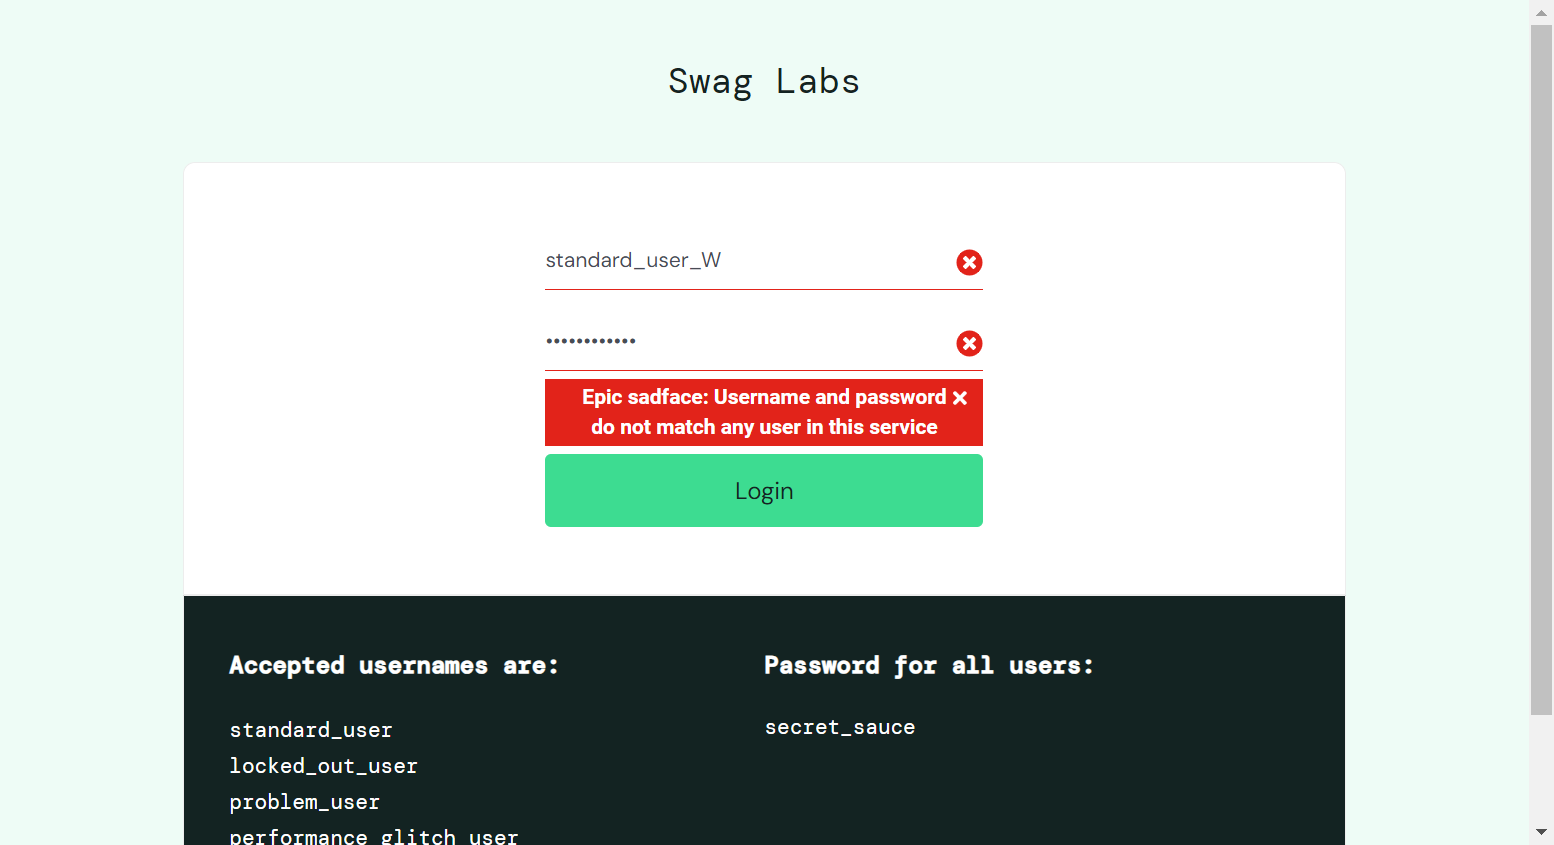 Swag Labs
standard_user_W
••••••••••••
Epic sadface: Username and password
do not match any user in this service
Login
Accepted usernames are:
standard_user
locked_out_user
problem_user
performance_glitch_user
Password for all users:
secret_sauce